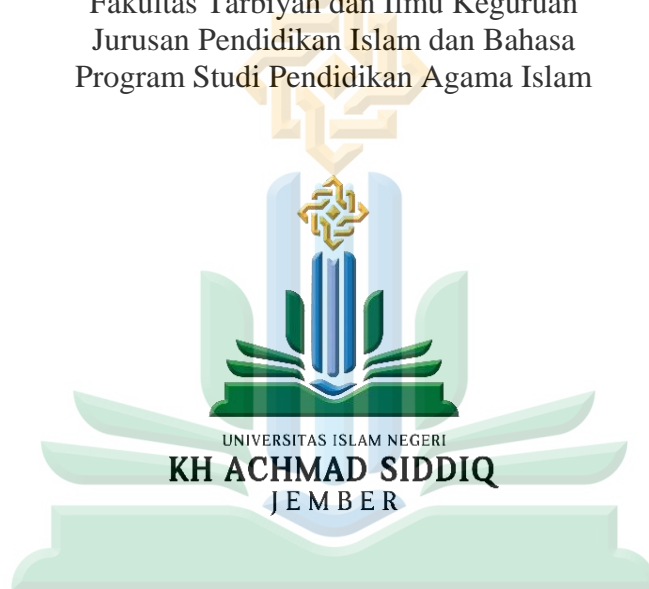 Fakultas Tarbiyah dan Ilmu Keguruan
Jurusan Pendidikan Islam dan Bahasa
Program Studi Pendidikan Agama Islam
UNIVERSITAS ISLAM NEGERI
KH ACHMAD SIDDIQ
JEMBER